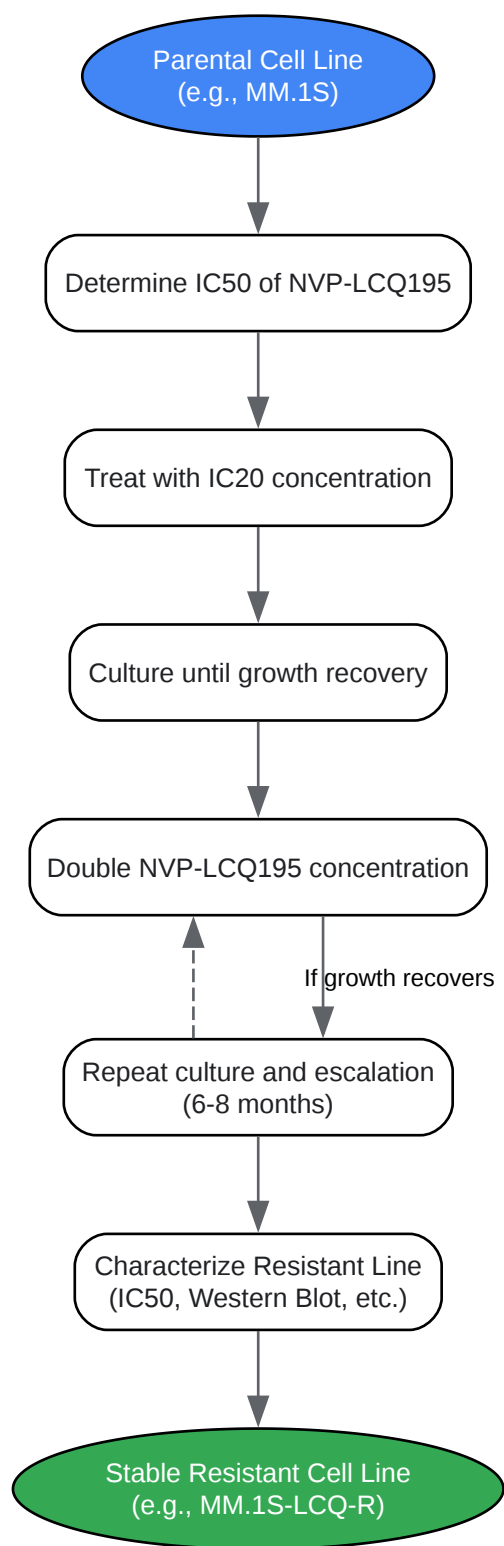 Parental Cell Line
(e.g., MM.1S)
Determine IC50 of NVP-LCQ195
Treat with IC20 concentration
Culture until growth recovery
Double NVP-LCQ195 concentration
If growth recovers
Repeat culture and escalation
(6-8 months)
Characterize Resistant Line
(IC50, Western Blot, etc.)
Stable Resistant Cell Line
(e.g., MM.1S-LCQ-R)